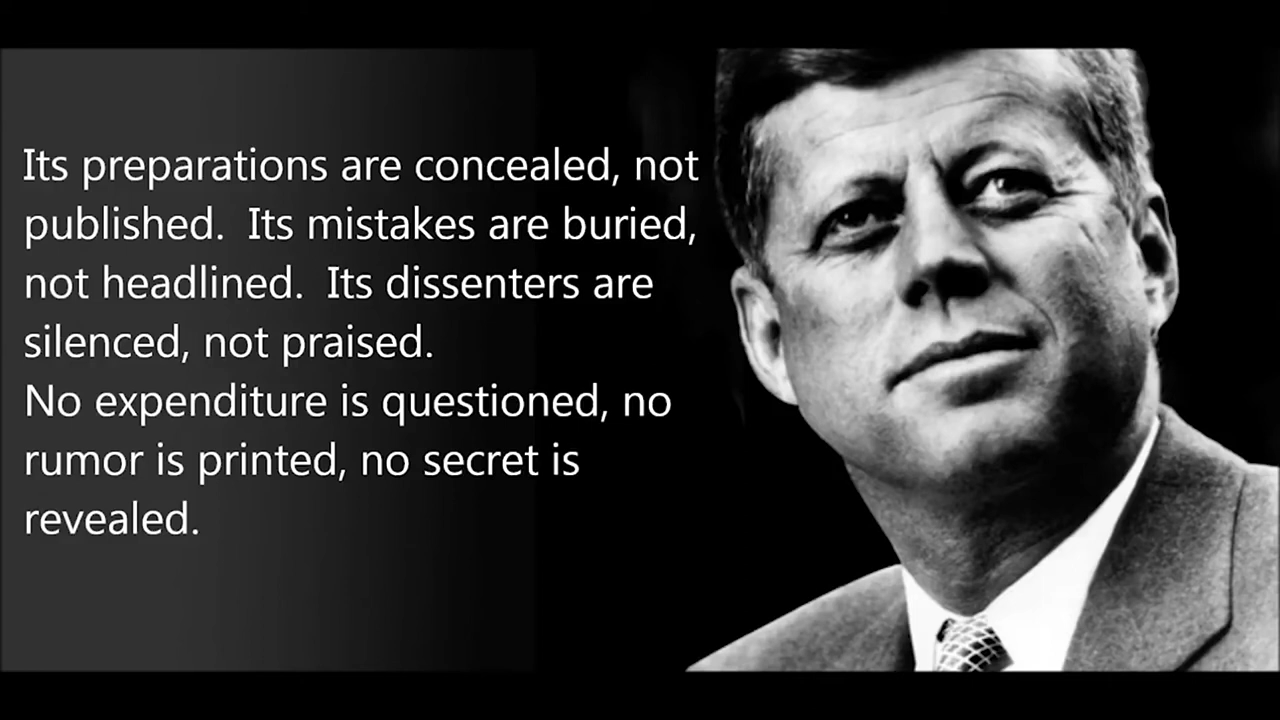 Its preparations are concealed, not
published.  Its mistakes are buried,
not headlined.  Its dissenters are
silenced, not praised.
No expenditure is questioned, no
rumor is printed, no secret is
revealed.